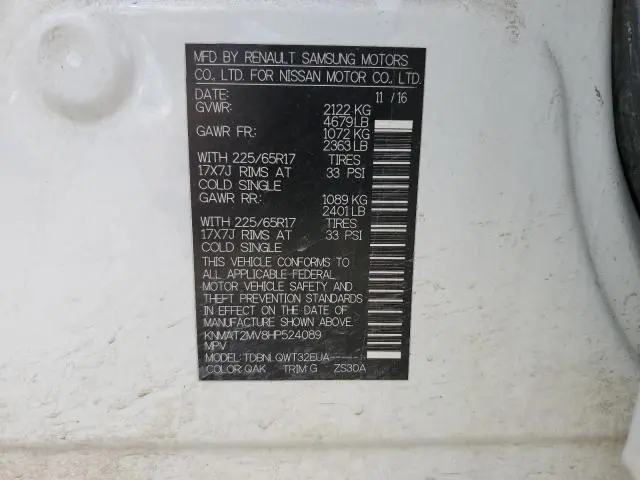 MFD BY RENAULT SAMSUNG MOTORS
CO., LTD. FOR NISSAN MOTOR CO., LTD.
DATE: 11 / 16
GVWR: 2122 KG
4679 LB
GAWR FR: 1072 KG
2363 LB
WITH 225/65R17 TIRES
17X7J RIMS AT 33 PSI
COLD SINGLE
GAWR RR: 1089 KG
2401 LB
WITH 225/65R17 TIRES
17X7J RIMS AT 33 PSI
COLD SINGLE
THIS VEHICLE CONFORMS TO
ALL APPLICABLE FEDERAL
MOTOR VEHICLE SAFETY AND
THEFT PREVENTION STANDARDS
IN EFFECT ON THE DATE OF
MANUFACTURE SHOWN ABOVE.
KNMAT2MV8HP524089
MPV
MODEL: TDBNLQWT32EUA-----
COLOR: QAK TRIM: G ZS30A